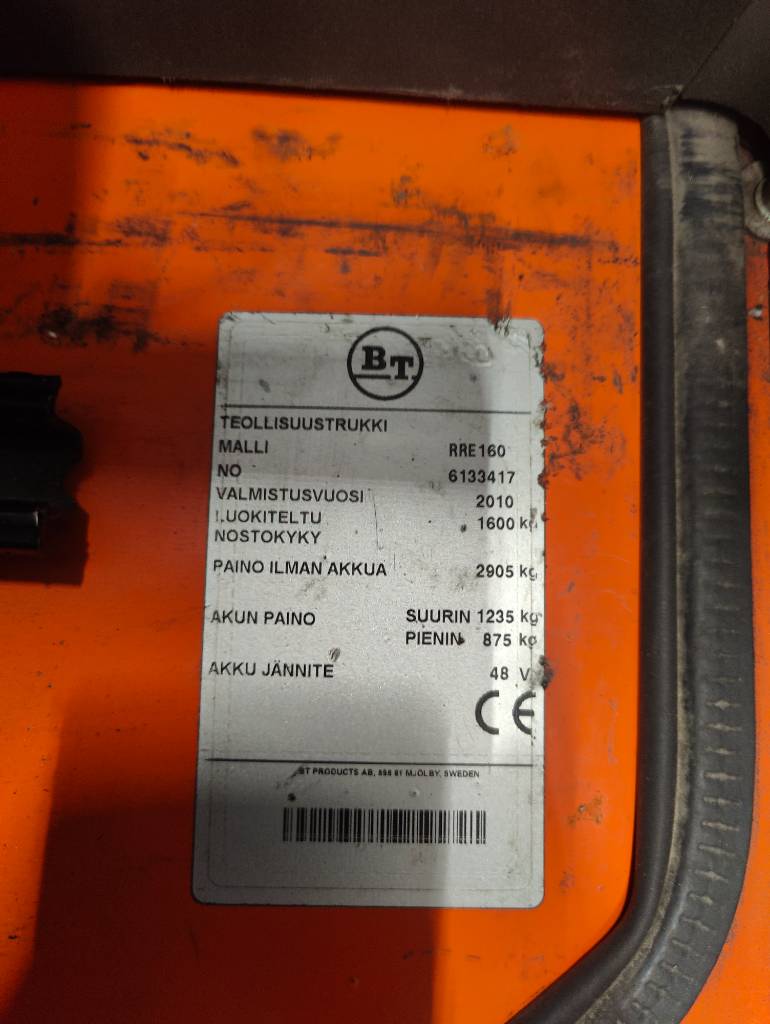 BT
TEOLLISUUSTRUKKI
MALLI RRE160
NO 6133417
VALMISTUSVUOSI 2010
LUOKITELTU 1600 kg
NOSTOKYKY
PAINO ILMAN AKKUA 2905 kg
AKUN PAINO SUURIN 1235 kg
PIENIN 875 kg
AKKU JÄNNITE 48 V
CE
BT PRODUCTS AB, 595 81 MJÖLBY, SWEDEN